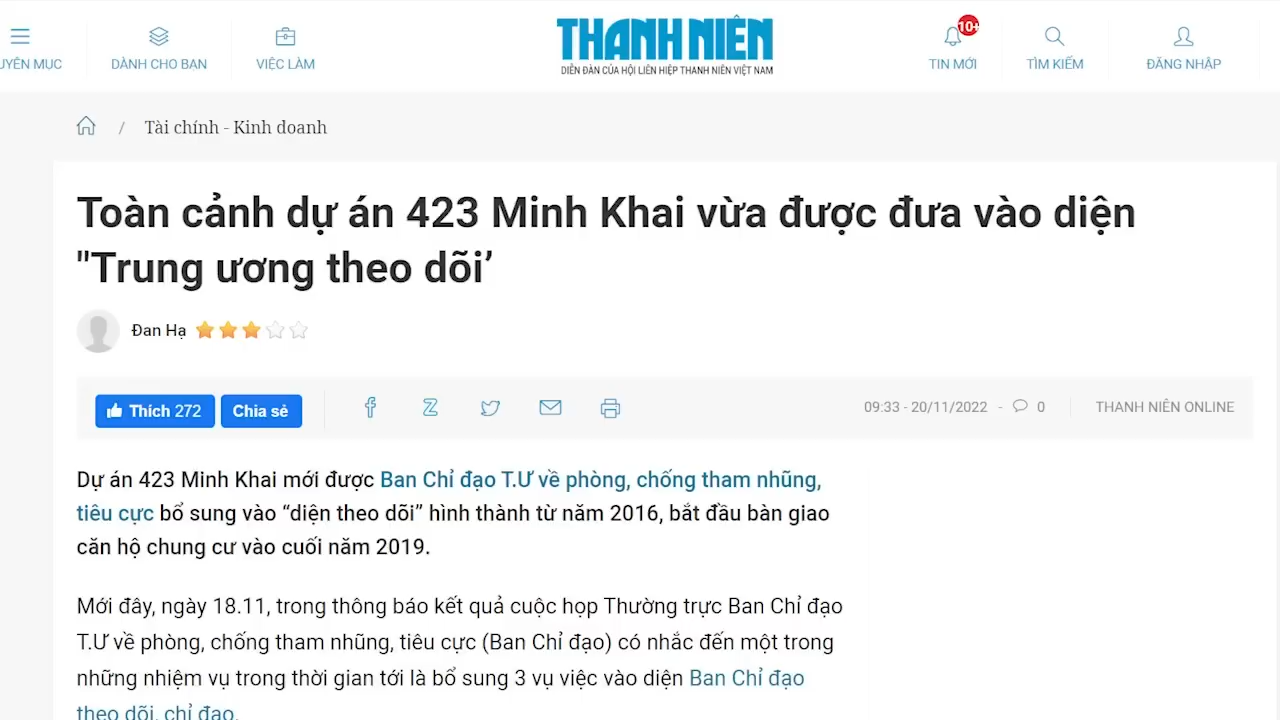 UYÊN MỤC
DÀNH CHO BẠN
VIỆC LÀM
THANH NIÊN
DIỄN ĐÀN CỦA HỘI LIÊN HIỆP THANH NIÊN VIỆT NAM
10+
TIN MỚI
TÌM KIẾM
ĐĂNG NHẬP
/ Tài chính - Kinh doanh
Toàn cảnh dự án 423 Minh Khai vừa được đưa vào diện
"Trung ương theo dõi’
Đan Hạ
Thích 272
Chia sẻ
09:33 - 20/11/2022 - 0
THANH NIÊN ONLINE
Dự án 423 Minh Khai mới được Ban Chỉ đạo T.Ư về phòng, chống tham nhũng,
tiêu cực bổ sung vào “diện theo dõi” hình thành từ năm 2016, bắt đầu bàn giao
căn hộ chung cư vào cuối năm 2019.
Mới đây, ngày 18.11, trong thông báo kết quả cuộc họp Thường trực Ban Chỉ đạo
T.Ư về phòng, chống tham nhũng, tiêu cực (Ban Chỉ đạo) có nhắc đến một trong
những nhiệm vụ trong thời gian tới là bổ sung 3 vụ việc vào diện Ban Chỉ đạo
theo dõi, chỉ đạo.